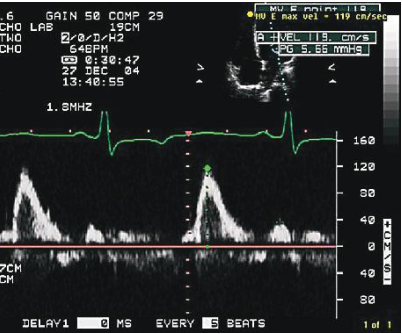 .6 GAIN 50 COMP 29
CHO LAB 19CM
TWO 2/0/D/H2
CHO 64BPM
0:30:47
27 DEC 04
13:40:55
1.8MHZ
MV E point 119.
MV E max vel - 119 cm/sec
A +VEL 119. cm/s
PG 5.66 mmHg
160
120
80
40
0
40
80
+CM/S-
7CM
CM
DELAY1 0 MS EVERY 5 BEATS
1 of 1